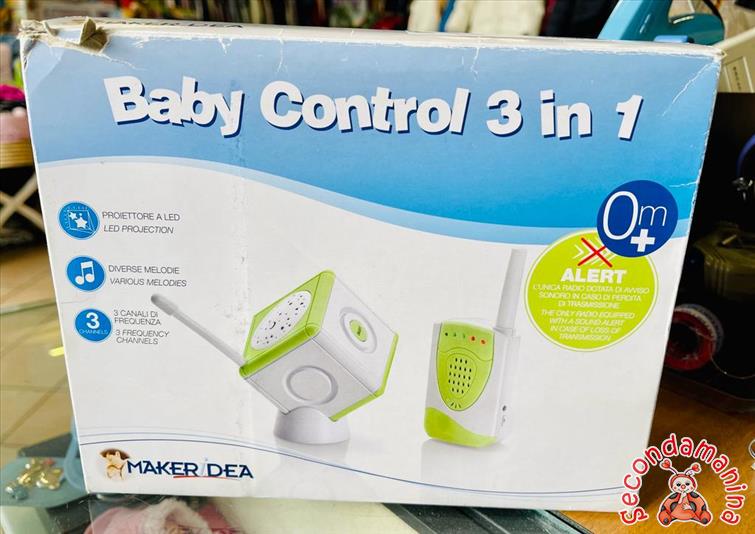 Baby Control 3 in 1
0m+
PROIETTORE A LED
LED PROJECTION
DIVERSE MELODIE
VARIOUS MELODIES
3
CHANNELS
3 CANALI DI
FREQUENZA
3 FREQUENCY
CHANNELS
ALERT
L'UNICA RADIO DOTATA DI AVVISO
SONORO IN CASO DI PERDITA
DI TRASMISSIONE
THE ONLY RADIO EQUIPPED
WITH A SOUND ALERT
IN CASE OF LOSS OF
TRANSMISSION
MAKERiDEA
secondamanina